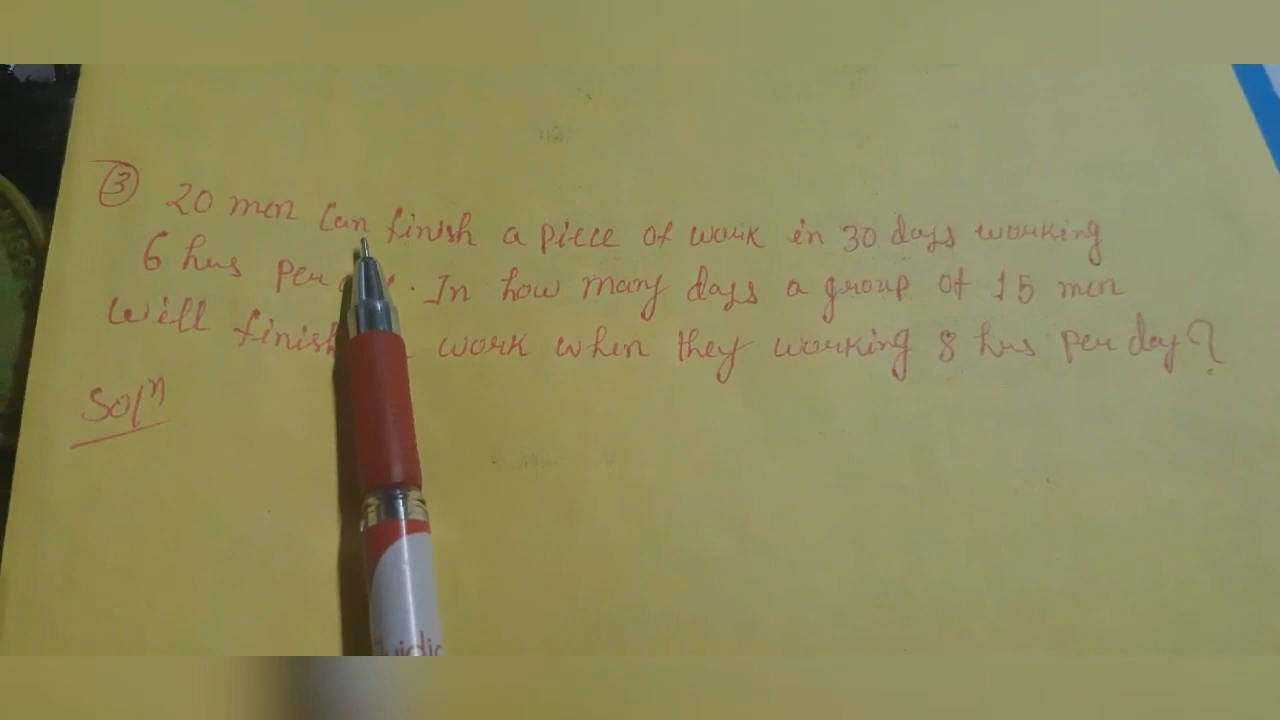 ③ 20 men can finish a piece of work in 30 days working
6 hrs per . In how many days a group of 15 men
will finish work when they working 8 hrs per day?
Solⁿ